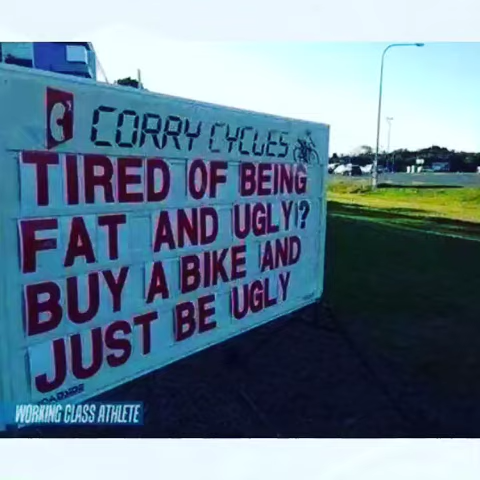 CORRY CYCLES
TIRED OF BEING
FAT AND UGLY?
BUY A BIKE AND
JUST BE UGLY
WORKING CLASS ATHLETE